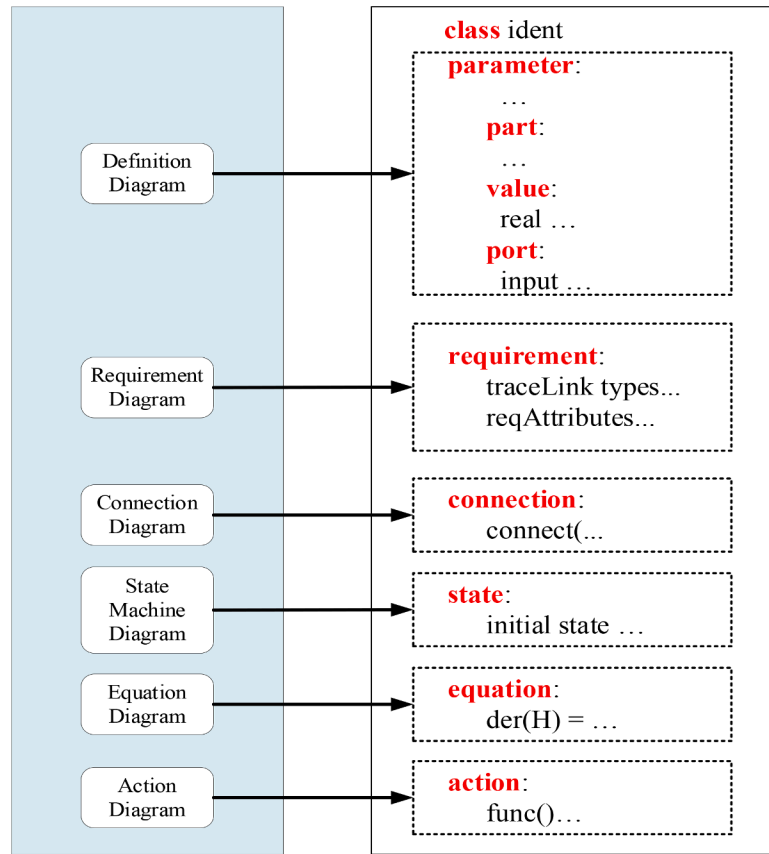 class ident
Definition
Diagram
parameter:
…
part:
…
value:
real …
port:
input …
Requirement
Diagram
requirement:
traceLink types...
reqAttributes...
Connection
Diagram
connection:
connect(...
State
Machine
Diagram
state:
initial state …
Equation
Diagram
equation:
der(H) = …
Action
Diagram
action:
func()…